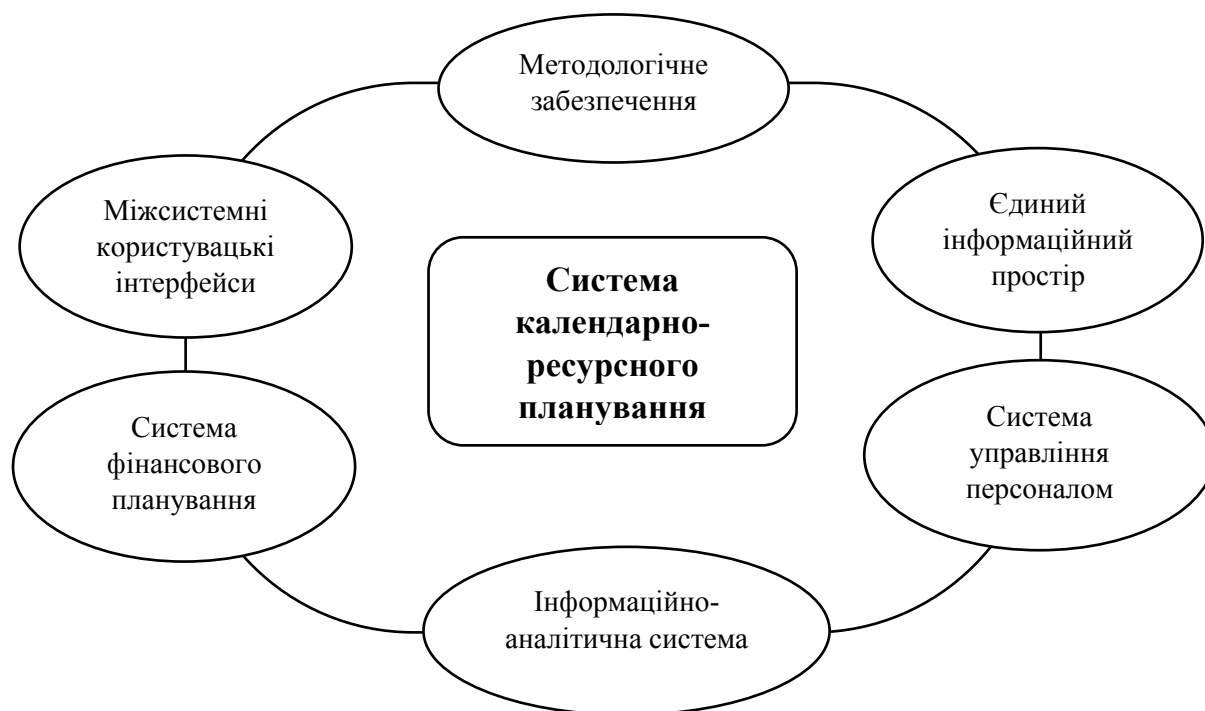 Методологічне
забезпечення
Міжсистемні
користувацькі
інтерфейси
Єдиний
інформаційний
простір
Система
календарно-
ресурсного
планування
Система
фінансового
планування
Система
управління
персоналом
Інформаційно-
аналітична система